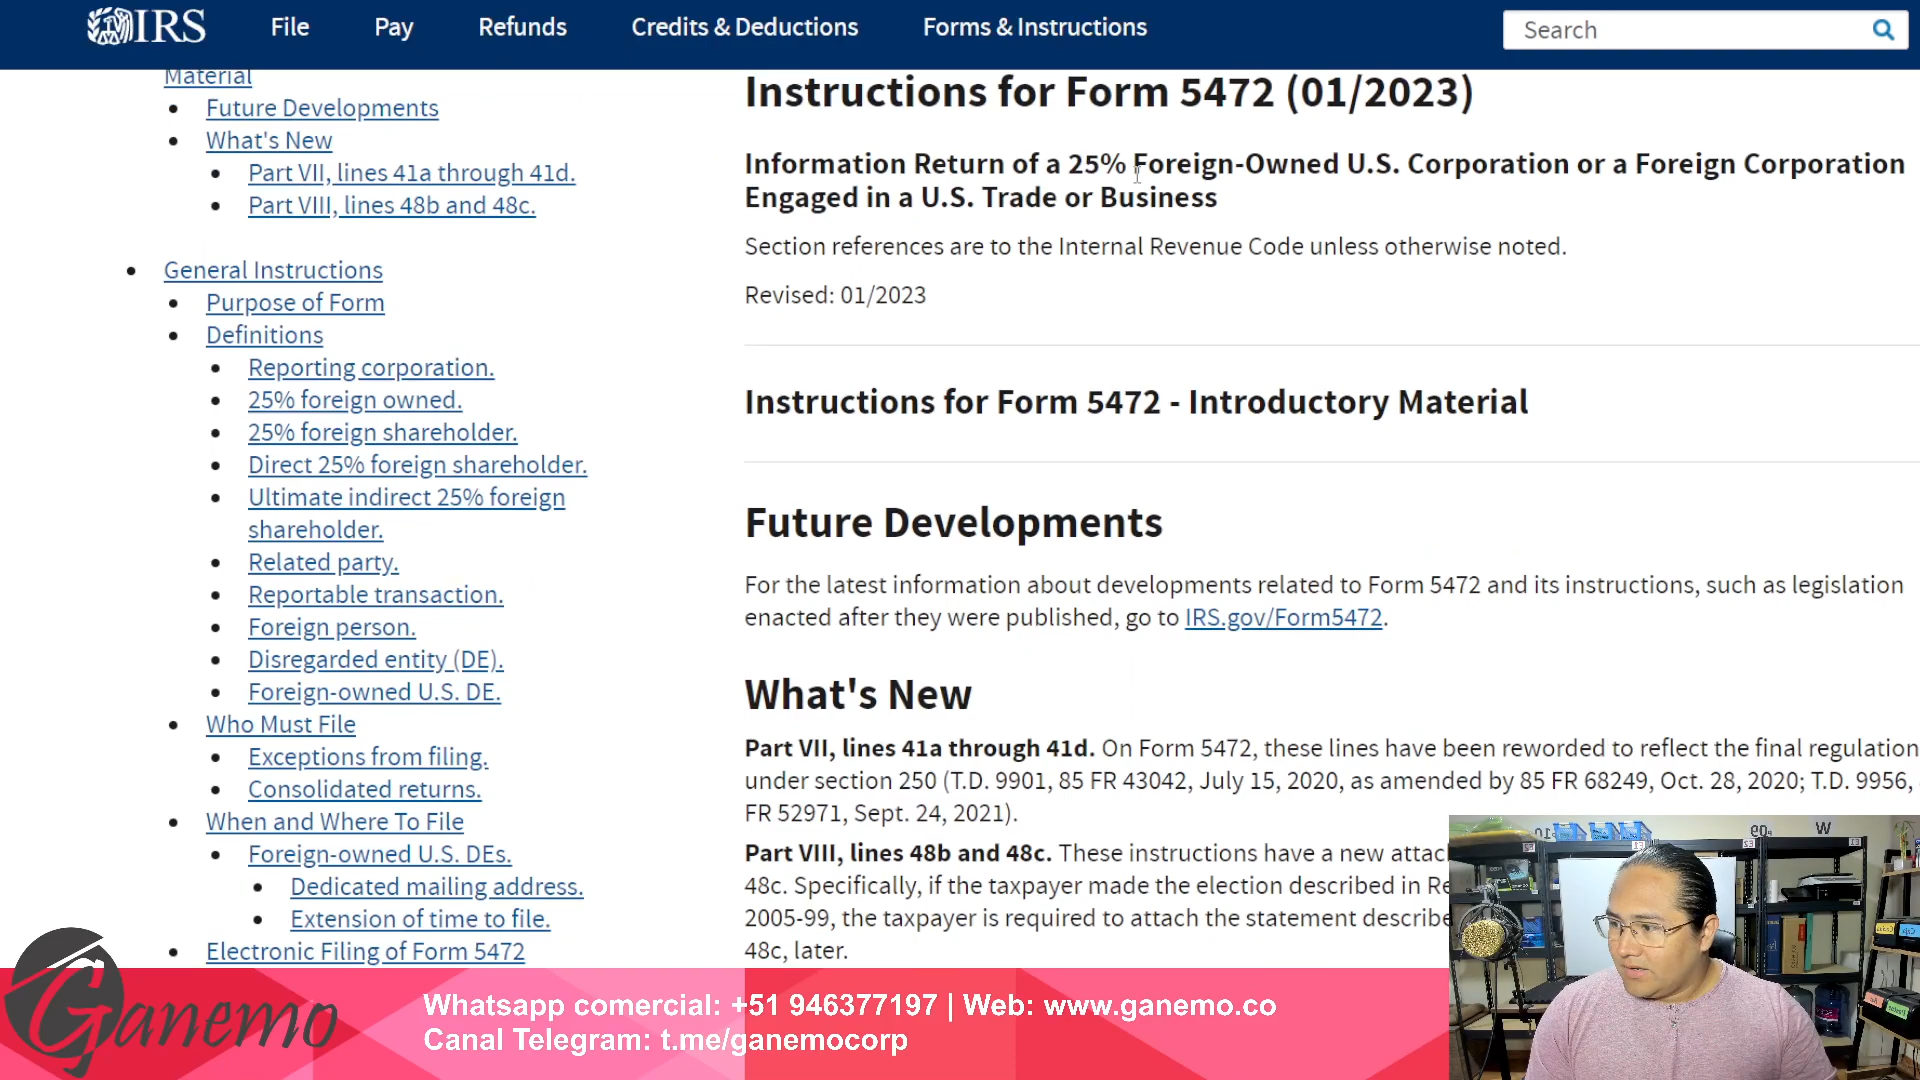 IRS
File
Pay
Refunds
Credits & Deductions
Forms & Instructions
Search
Material
Future Developments
What's New
Part VII, lines 41a through 41d.
Part VIII, lines 48b and 48c.
General Instructions
Purpose of Form
Definitions
Reporting corporation.
25% foreign owned.
25% foreign shareholder.
Direct 25% foreign shareholder.
Ultimate indirect 25% foreign
shareholder.
Related party.
Reportable transaction.
Foreign person.
Disregarded entity (DE).
Foreign-owned U.S. DE.
Who Must File
Exceptions from filing.
Consolidated returns.
When and Where To File
Foreign-owned U.S. DEs.
Dedicated mailing address.
Extension of time to file.
Electronic Filing of Form 5472
Instructions for Form 5472 (01/2023)
Information Return of a 25% Foreign-Owned U.S. Corporation or a Foreign Corporation
Engaged in a U.S. Trade or Business
Section references are to the Internal Revenue Code unless otherwise noted.
Revised: 01/2023
Instructions for Form 5472 - Introductory Material
Future Developments
For the latest information about developments related to Form 5472 and its instructions, such as legislation
enacted after they were published, go to IRS.gov/Form5472.
What's New
Part VII, lines 41a through 41d. On Form 5472, these lines have been reworded to reflect the final regulation
under section 250 (T.D. 9901, 85 FR 43042, July 15, 2020, as amended by 85 FR 68249, Oct. 28, 2020; T.D. 9956,
FR 52971, Sept. 24, 2021).
Part VIII, lines 48b and 48c. These instructions have a new attac
48c. Specifically, if the taxpayer made the election described in Re
2005-99, the taxpayer is required to attach the statement describe
48c, later.
Ganemo
Whatsapp comercial: +51 946377197 | Web: www.ganemo.co
Canal Telegram: t.me/ganemocorp